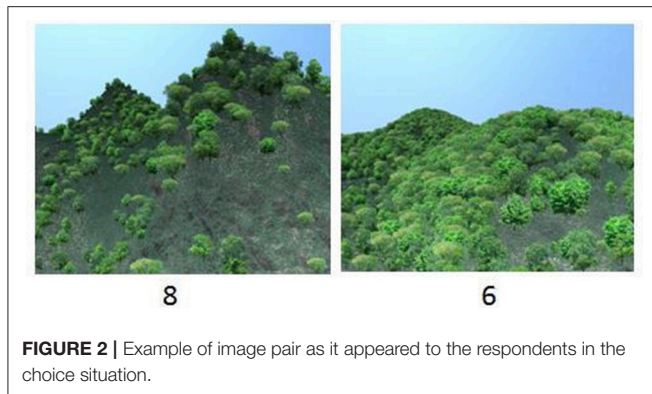 8
6
FIGURE 2 | Example of image pair as it appeared to the respondents in the
choice situation.